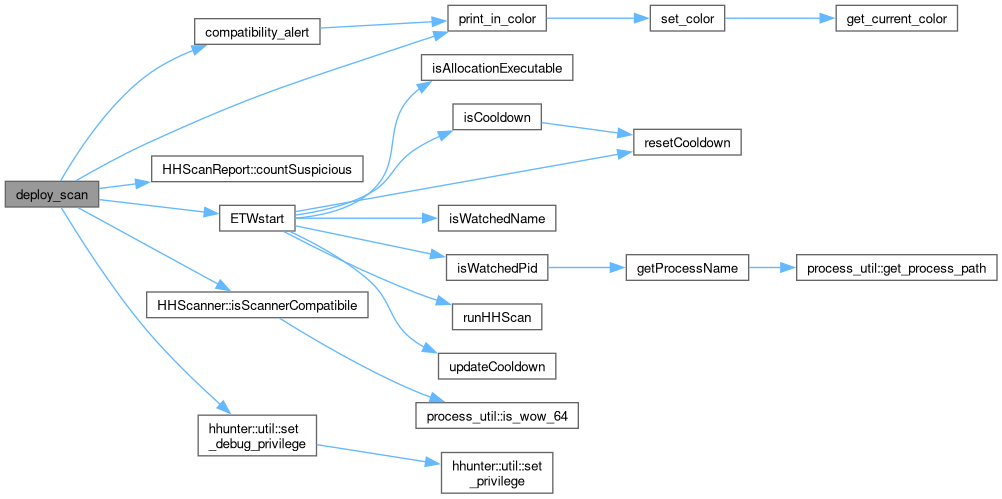 deploy_scan
compatibility_alert
print_in_color
set_color
get_current_color
HHScanReport::countSuspicious
ETWstart
isAllocationExecutable
isCooldown
resetCooldown
isWatchedName
isWatchedPid
getProcessName
process_util::get_process_path
runHHScan
updateCooldown
HHScanner::isScannerCompatibile
process_util::is_wow_64
hhunter::util::set
_debug_privilege
hhunter::util::set
_privilege